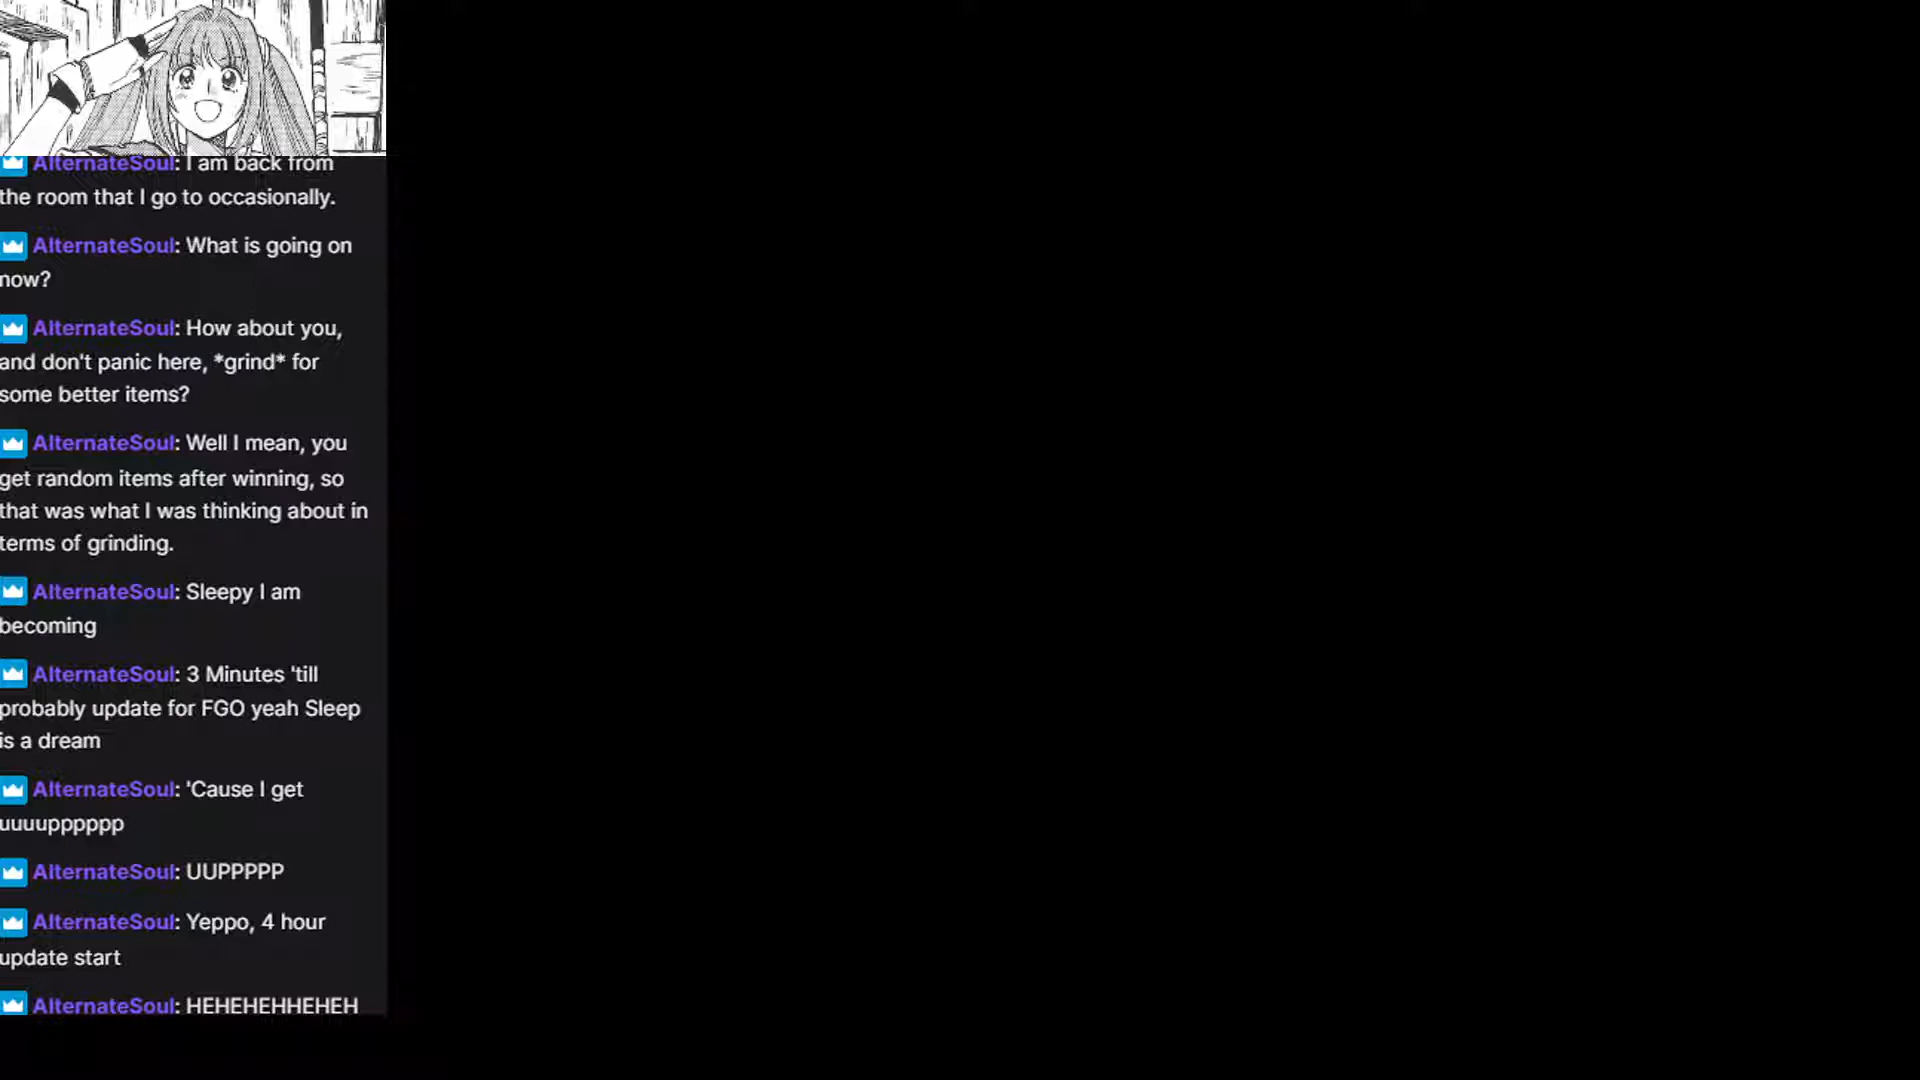 AlternateSoul: I am back from
the room that I go to occasionally.
AlternateSoul: What is going on
now?
AlternateSoul: How about you,
and don't panic here, *grind* for
some better items?
AlternateSoul: Well I mean, you
get random items after winning, so
that was what I was thinking about in
terms of grinding.
AlternateSoul: Sleepy I am
becoming
AlternateSoul: 3 Minutes 'till
probably update for FGO yeah Sleep
is a dream
AlternateSoul: 'Cause I get
uuuupppppp
AlternateSoul: UUPPPPP
AlternateSoul: Yeppo, 4 hour
update start
AlternateSoul: HEHEHEHHEHEH